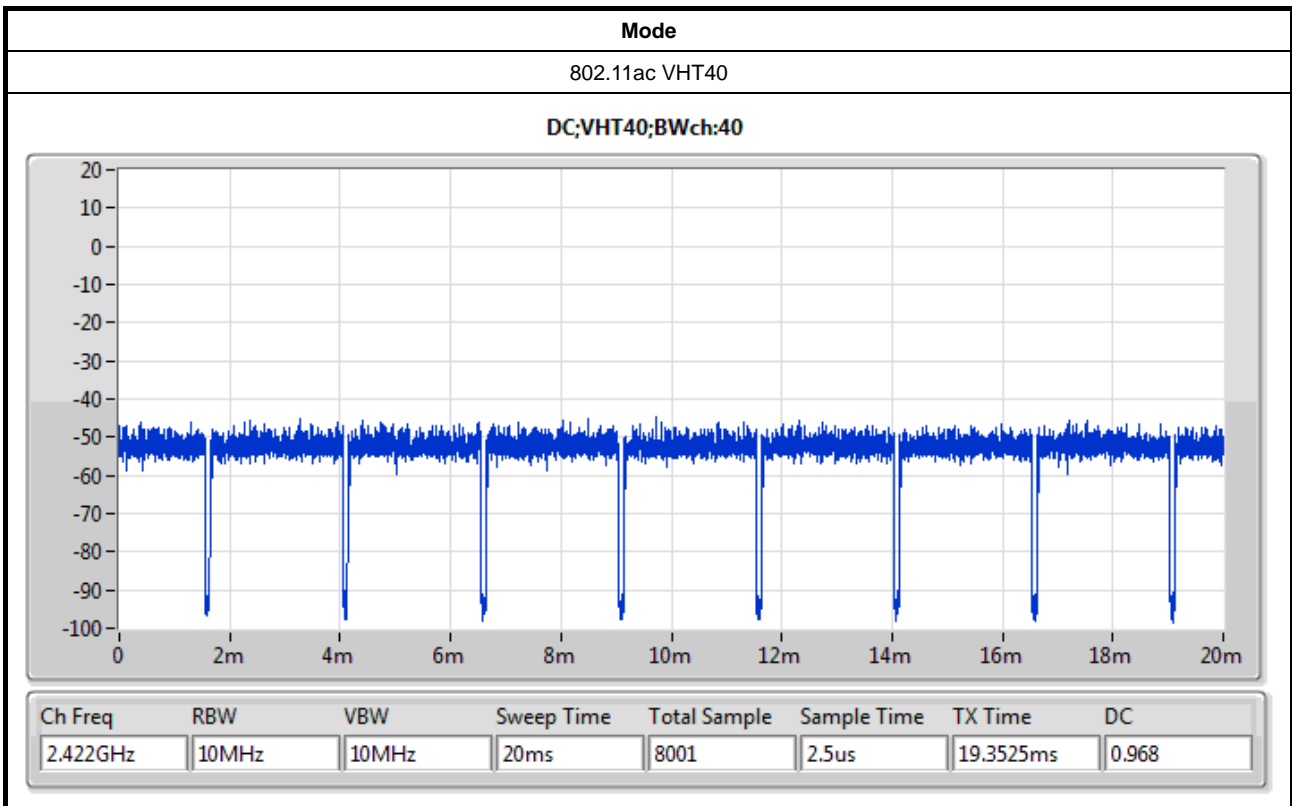 Mode
802.11ac VHT40
DC;VHT40;BWch:40
20
10
0
-10
-20
-30
-40
-50
-60
-70
-80
-90
-100
0 2m 4m 6m 8m 10m 12m 14m 16m 18m 20m
Ch Freq RBW VBW Sweep Time Total Sample Sample Time TX Time DC
2.422GHz 10MHz 10MHz 20ms 8001 2.5us 19.3525ms 0.968